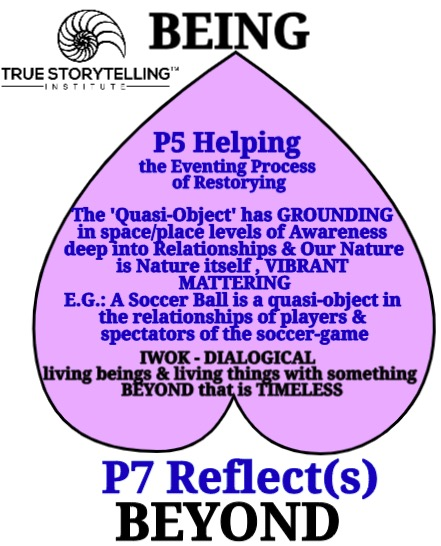 BEING
TRUE STORYTELLING™
INSTITUTE
P5 Helping
the Eventing Process
of Restorying
The 'Quasi-Object' has GROUNDING
in space/place levels of Awareness
deep into Relationships & Our Nature
is Nature itself , VIBRANT
MATTERING
E.G.: A Soccer Ball is a quasi-object in
the relationships of players &
spectators of the soccer-game
IWOK - DIALOGICAL
living beings & living things with something
BEYOND that is TIMELESS
P7 Reflect(s)
BEYOND